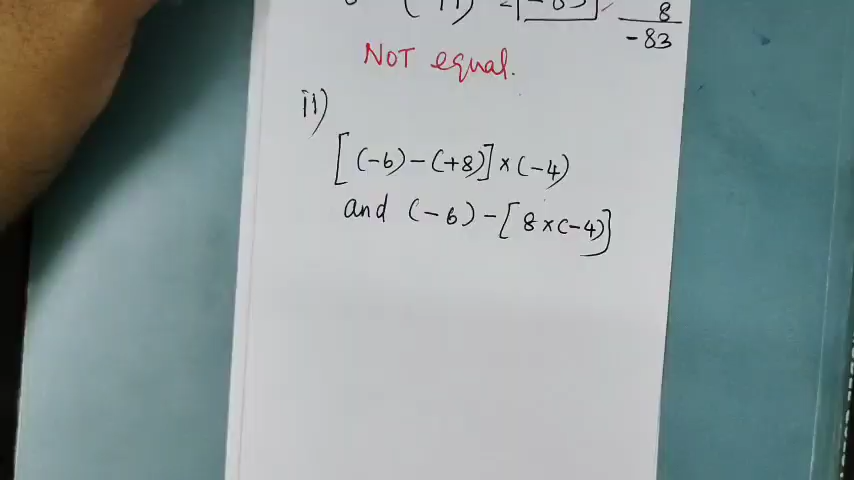 8
-83
NOT equal.
ii)
[(-6)-(+8)]×(-4)
and (-6)-[8×(-4)]